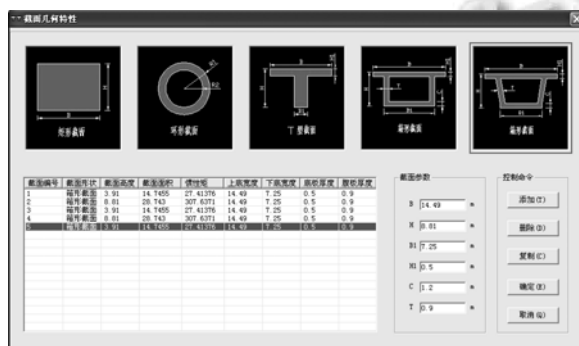 截面几何特性
B
H
矩形截面
R1
R2
环形截面
B
H
B1
T 型截面
B
H
T
B1
箱形截面
B
H
T
C
B1
箱形截面
截面编号 截面形状 截面高度 截面面积 惯性矩 上底宽度 下底宽度 底板厚度 腹板厚度
1 箱形截面 3.91 14.7455 27.41376 14.49 7.25 0.5 0.9
2 箱形截面 8.81 28.743 307.6371 14.49 7.25 0.5 0.9
3 箱形截面 3.91 14.7455 27.41376 14.49 7.25 0.5 0.9
4 箱形截面 8.81 28.743 307.6371 14.49 7.25 0.5 0.9
5 箱形截面 3.91 14.7455 27.41376 14.49 7.25 0.5 0.9
截面参数
B 14.49 m
H 8.81 m
B1 7.25 m
H1 0.5 m
C 1.2 m
T 0.9 m
控制命令
添加(T)
删除(D)
复制(C)
确定(E)
取消(Q)